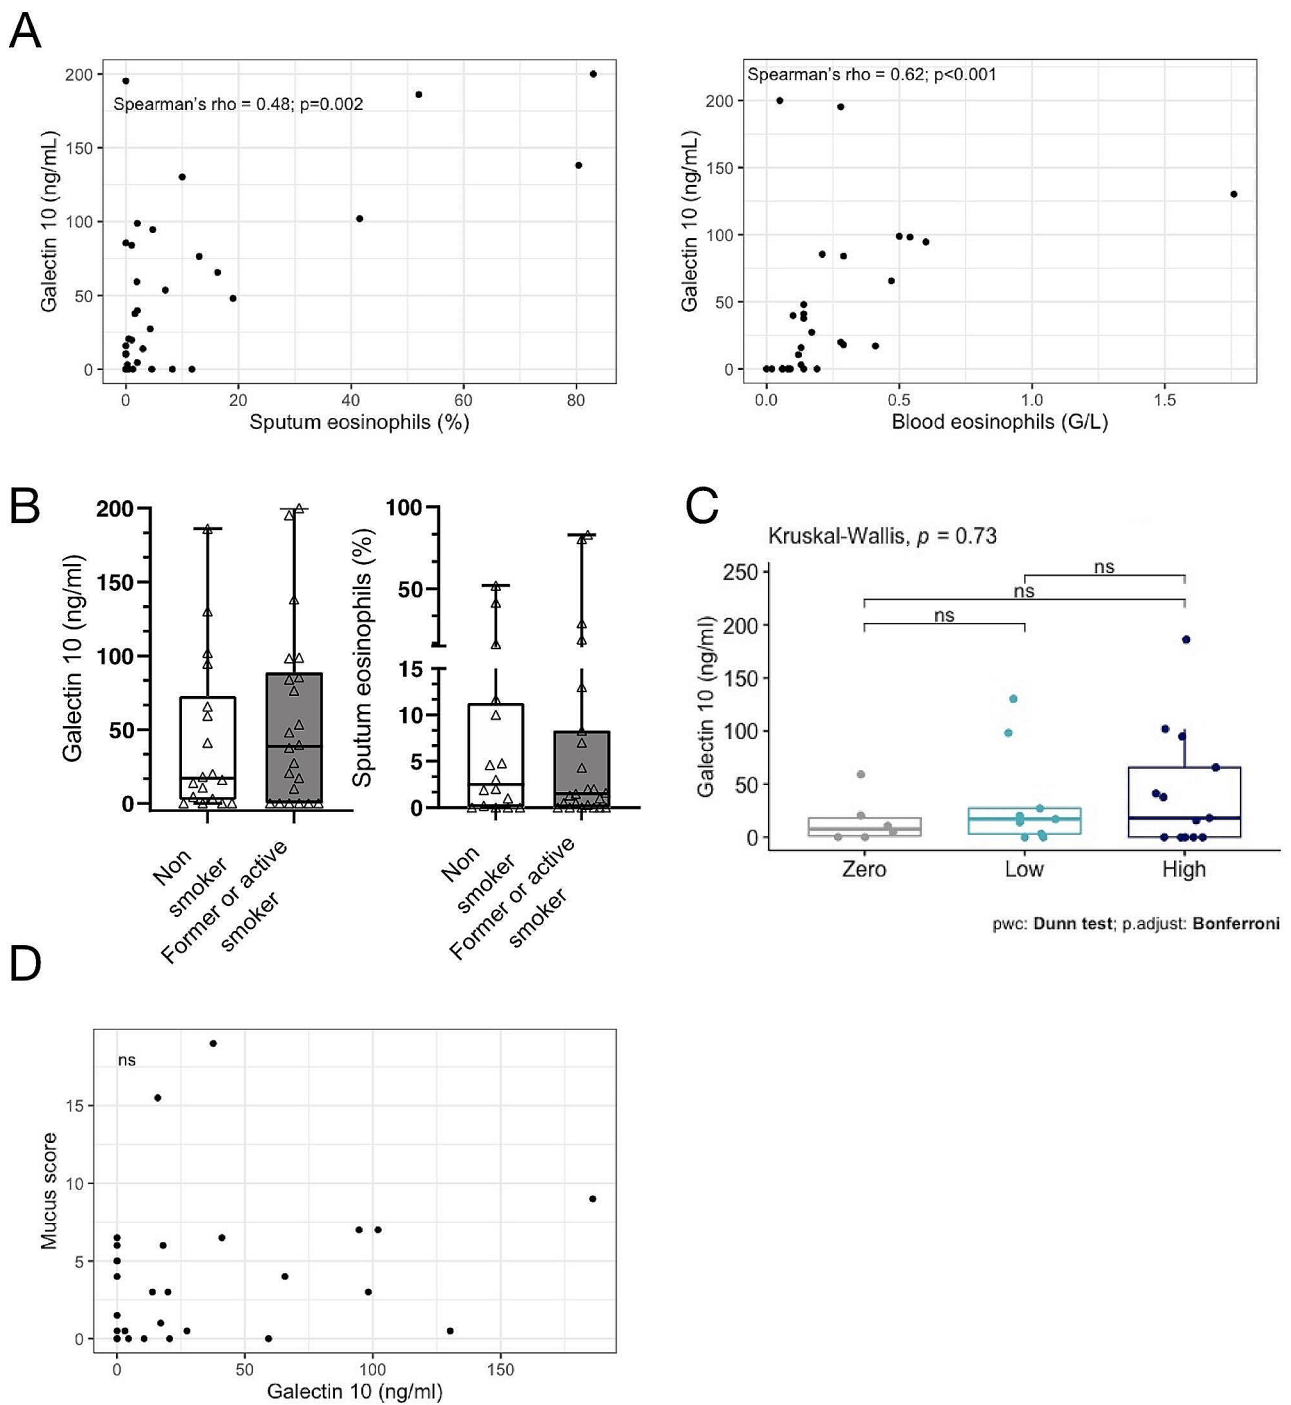 A
200
150
100
50
0
Galectin 10 (ng/mL)
Spearman's rho = 0.48; p=0.002
0 20 40 60 80
Sputum eosinophils (%)
Spearman's rho = 0.62; p<0.001
200
150
100
50
0
Galectin 10 (ng/mL)
0.0 0.5 1.0 1.5
Blood eosinophils (G/L)
B
200
150
100
50
0
Galectin 10 (ng/ml)
Non
smoker
Former or active
smoker
100
50
15
10
5
0
Sputum eosinophils (%)
Non
smoker
Former or active
smoker
C
Kruskal-Wallis, p = 0.73
250
200
150
100
50
0
Galectin 10 (ng/ml)
ns
ns
ns
Zero Low High
pwc: Dunn test; p.adjust: Bonferroni
D
ns
15
10
5
0
Mucus score
0 50 100 150
Galectin 10 (ng/ml)